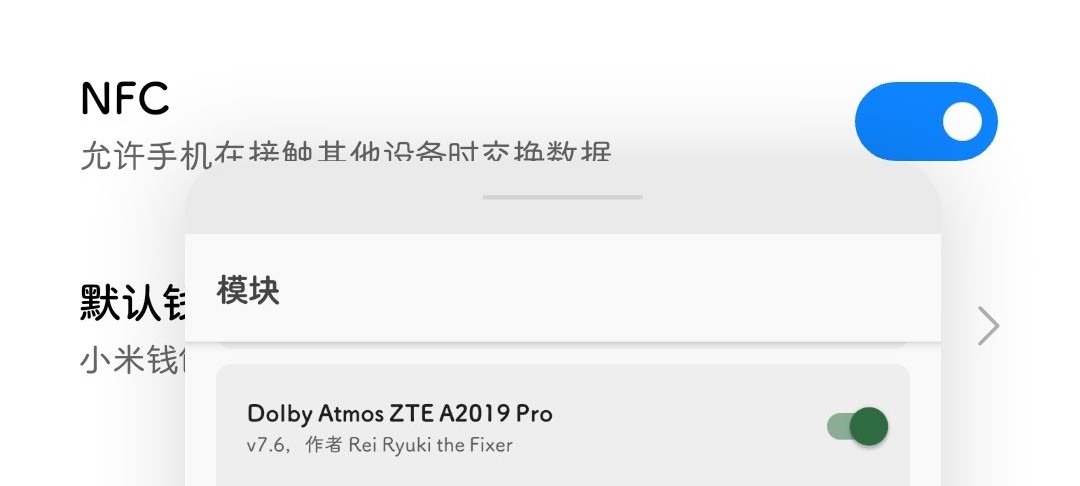 NFC
允许手机在接触其他设备时交换数据
默认钱
小米钱
模块
Dolby Atmos ZTE A2019 Pro
v7.6，作者 Rei Ryuki the Fixer